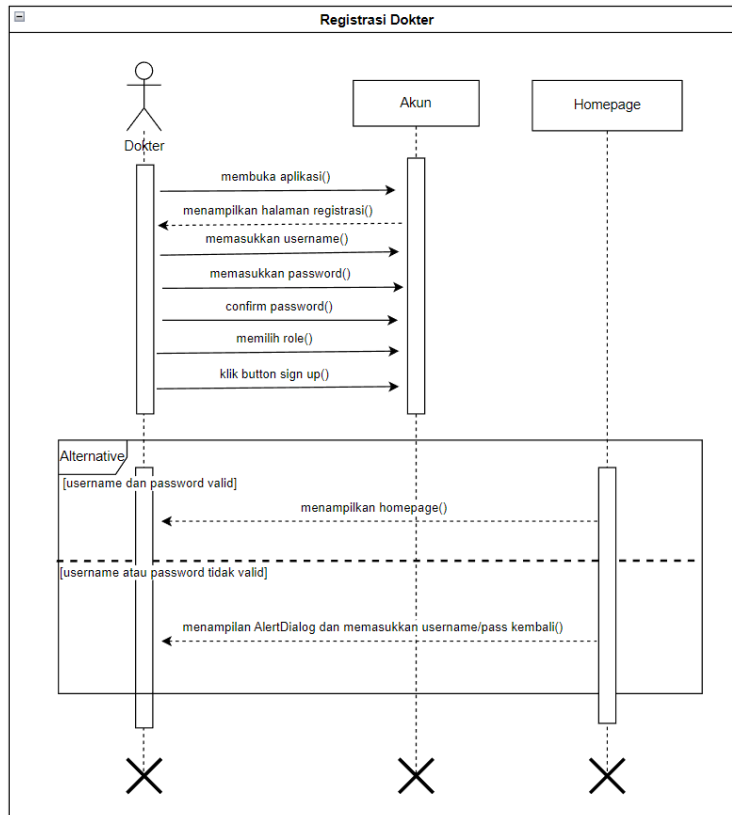 Registrasi Dokter
Dokter
Akun
Homepage
membuka aplikasi()
menampilkan halaman registrasi()
memasukkan username()
memasukkan password()
confirm password()
memilih role()
klik button sign up()
Alternative
[username dan password valid]
menampilkan homepage()
[username atau password tidak valid]
menampilan AlertDialog dan memasukkan username/pass kembali()